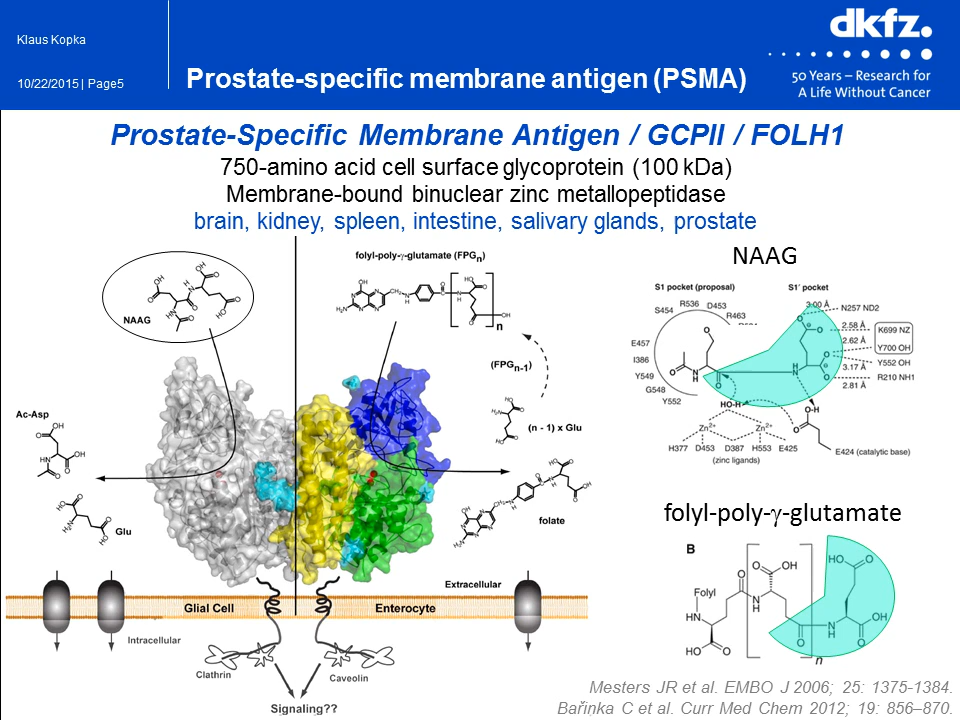 Klaus Kopka
10/22/2015 | Page5
Prostate-specific membrane antigen (PSMA)
dkfz.
50 Years – Research for
A Life Without Cancer
Prostate-Specific Membrane Antigen / GCPII / FOLH1
750-amino acid cell surface glycoprotein (100 kDa)
Membrane-bound binuclear zinc metallopeptidase
brain, kidney, spleen, intestine, salivary glands, prostate
NAAG
folyl-poly-γ-glutamate (FPGn)
n
(FPGn-1)
(n - 1) x Glu
folate
Ac-Asp
Glu
Extracellular
Glial Cell
Enterocyte
Intracellular
Clathrin
Caveolin
Signaling??
NAAG
S1 pocket (proposal)
S1' pocket
S454
R536
D453
R463
E457
I386
Y549
G548
Y552
3.00 Å
N257 ND2
2.58 Å
K699 NZ
2.62 Å
Y700 OH
Y552 OH
3.17 Å
R210 NH1
2.81 Å
HO-H
O-H
Zn2+
Zn2+
H377 D453 D387 H553 E425
(zinc ligands)
E424 (catalytic base)
folyl-poly-γ-glutamate
B
Folyl
HN
HO
O
O
OH
O
N
H
O
N
H
HO
O
OH
O
n
Mesters JR et al. EMBO J 2006; 25: 1375-1384.
Bařinka C et al. Curr Med Chem 2012; 19: 856–870.